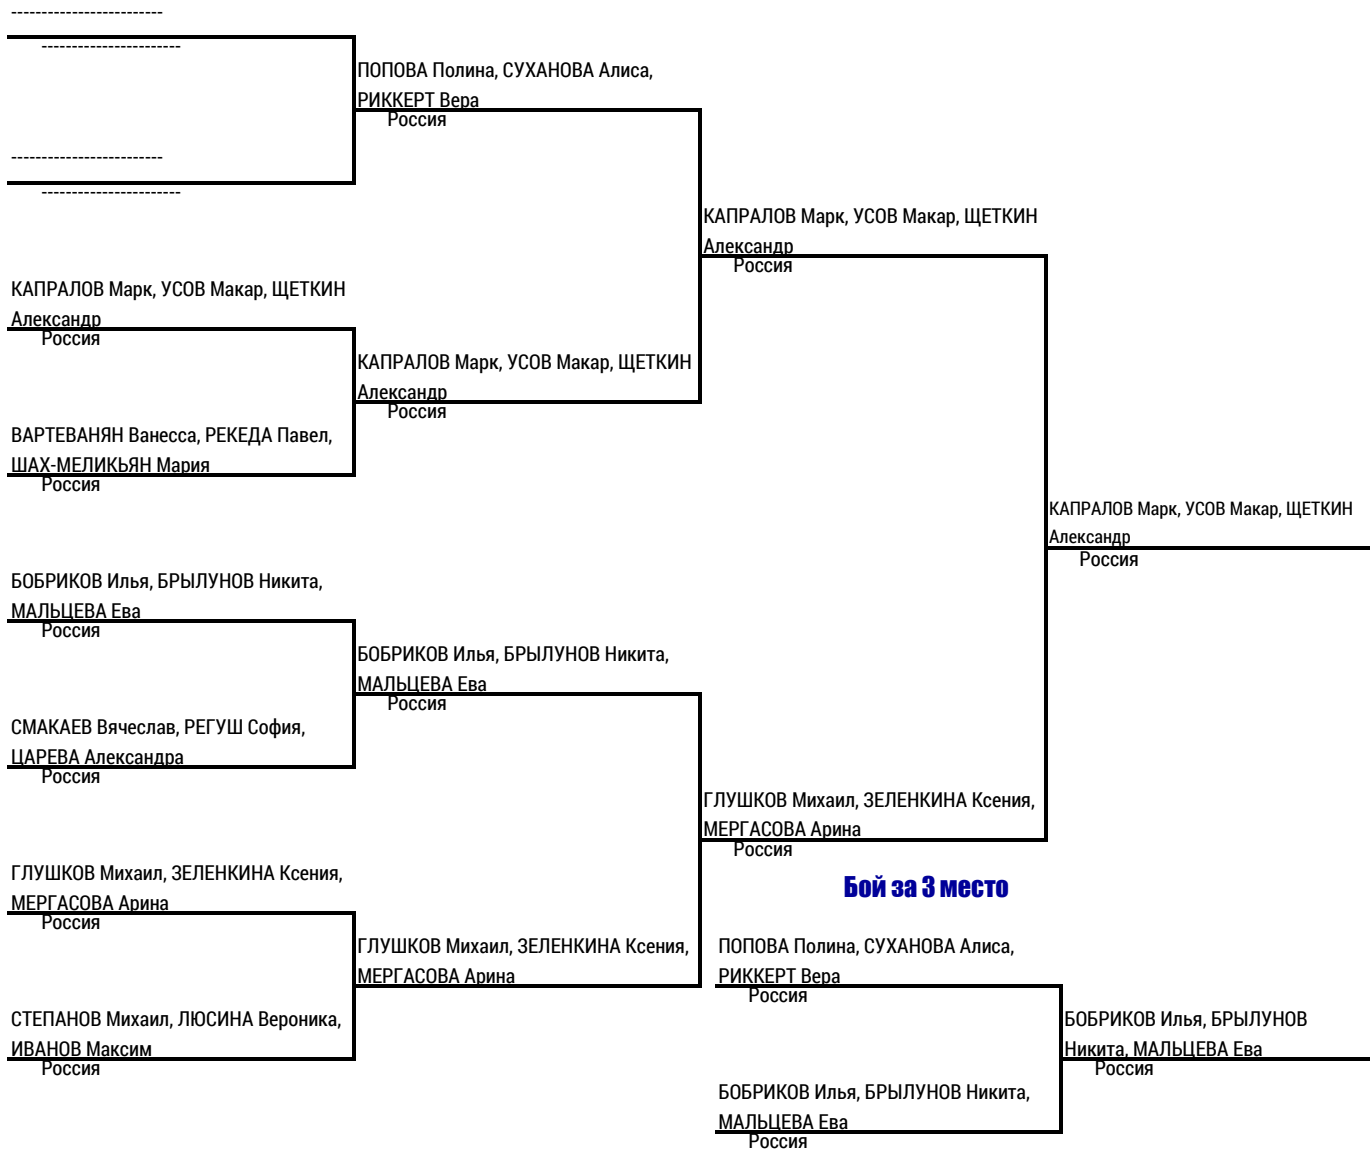 -------------------------
-----------------------
ПОПОВА Полина, СУХАНОВА Алиса,
РИККЕРТ Вера
Россия
-------------------------
-----------------------
КАПРАЛОВ Марк, УСОВ Макар, ЩЕТКИН
Александр
Россия
КАПРАЛОВ Марк, УСОВ Макар, ЩЕТКИН
Александр
Россия
КАПРАЛОВ Марк, УСОВ Макар, ЩЕТКИН
Александр
Россия
ВАРТЕВАНЯН Ванесса, РЕКЕДА Павел,
ШАХ-МЕЛИКЬЯН Мария
Россия
КАПРАЛОВ Марк, УСОВ Макар, ЩЕТКИН
Александр
Россия
БОБРИКОВ Илья, БРЫЛУНОВ Никита,
МАЛЬЦЕВА Ева
Россия
БОБРИКОВ Илья, БРЫЛУНОВ Никита,
МАЛЬЦЕВА Ева
Россия
СМАКАЕВ Вячеслав, РЕГУШ София,
ЦАРЕВА Александра
Россия
ГЛУШКОВ Михаил, ЗЕЛЕНКИНА Ксения,
МЕРГАСОВА Арина
Россия
ГЛУШКОВ Михаил, ЗЕЛЕНКИНА Ксения,
МЕРГАСОВА Арина
Россия
ГЛУШКОВ Михаил, ЗЕЛЕНКИНА Ксения,
МЕРГАСОВА Арина
СТЕПАНОВ Михаил, ЛЮСИНА Вероника,
ИВАНОВ Максим
Россия
Бой за 3 место
ПОПОВА Полина, СУХАНОВА Алиса,
РИККЕРТ Вера
Россия
БОБРИКОВ Илья, БРЫЛУНОВ
Никита, МАЛЬЦЕВА Ева
Россия
БОБРИКОВ Илья, БРЫЛУНОВ Никита,
МАЛЬЦЕВА Ева
Россия